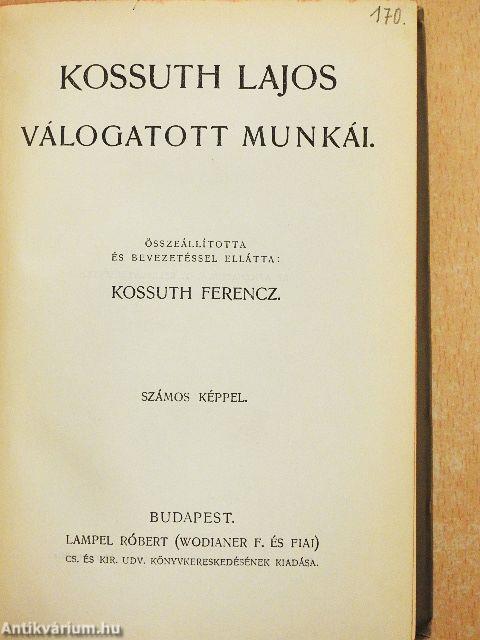 170.
KOSSUTH LAJOS
VÁLOGATOTT MUNKÁI.
ÖSSZEÁLLÍTOTTA
ÉS BEVEZETÉSSEL ELLÁTTA:
KOSSUTH FERENCZ.
SZÁMOS KÉPPEL.
BUDAPEST.
LAMPEL RÓBERT (WODIANER F. ÉS FIAI)
CS. ÉS KIR. UDV. KÖNYVKERESKEDÉSÉNEK KIADÁSA.
Antikvárium.hu